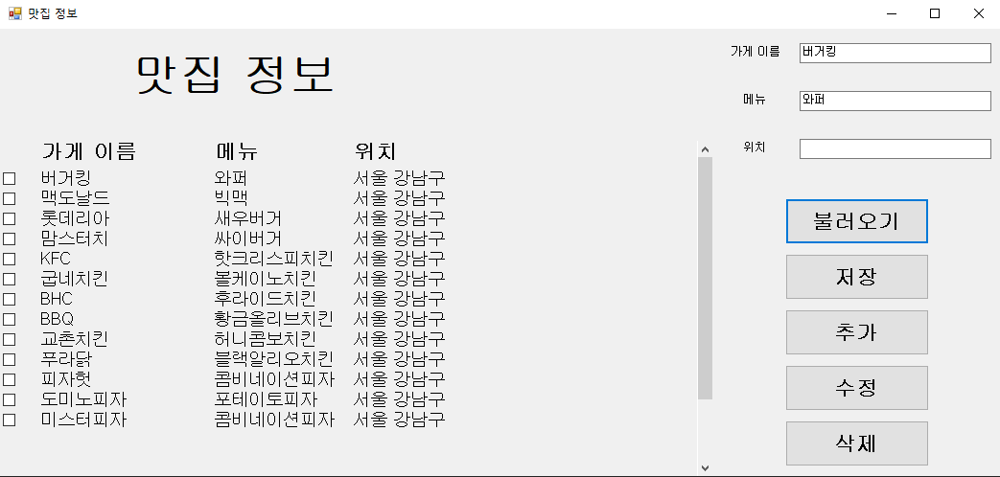 맛집 정보
맛집 정보
가게 이름 메뉴 위치
버거킹 와퍼 서울 강남구
맥도날드 빅맥 서울 강남구
롯데리아 새우버거 서울 강남구
맘스터치 싸이버거 서울 강남구
KFC 핫크리스피치킨 서울 강남구
굽네치킨 볼케이노치킨 서울 강남구
BHC 후라이드치킨 서울 강남구
BBQ 황금올리브치킨 서울 강남구
교촌치킨 허니콤보치킨 서울 강남구
푸라닭 블랙알리오치킨 서울 강남구
피자헛 콤비네이션피자 서울 강남구
도미노피자 포테이토피자 서울 강남구
미스터피자 콤비네이션피자 서울 강남구
가게 이름 버거킹
메뉴 와퍼
위치
불러오기
저장
추가
수정
삭제